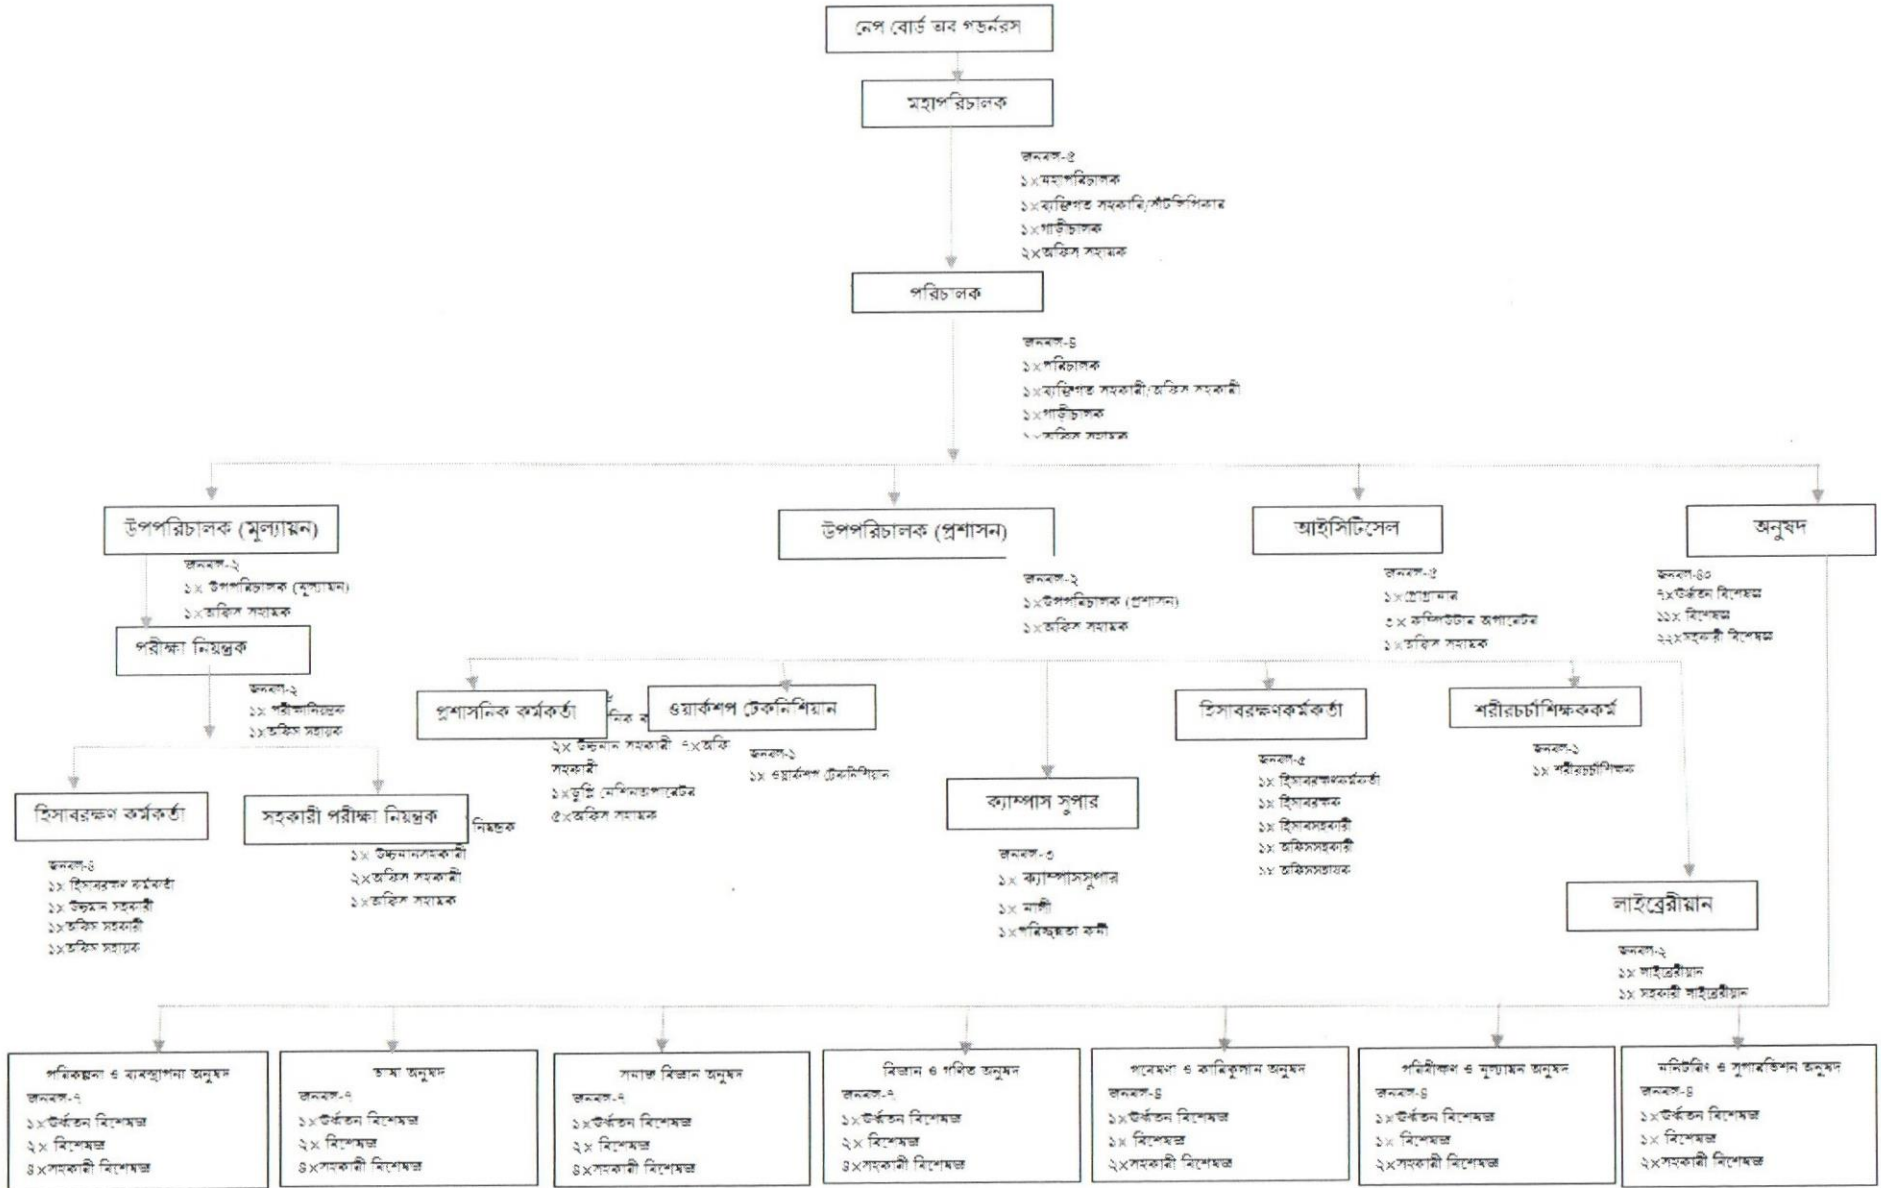 নেপ বোর্ড অব গভর্নরস
মহাপরিচালক
জনবল-৫
১×মহাপরিচালক
১×ব্যক্তিগত সহকারি/সাঁটলিপিকার
১×গাড়ীচালক
২×অফিস সহায়ক
পরিচালক
জনবল-৪
১×পরিচালক
১×ব্যক্তিগত সহকারী/অফিস সহকারী
১×গাড়ীচালক
১×অফিস সহায়ক
উপপরিচালক (মূল্যায়ন)
জনবল-২
১× উপপরিচালক (মূল্যায়ন)
১×অফিস সহায়ক
উপপরিচালক (প্রশাসন)
জনবল-২
১×উপপরিচালক (প্রশাসন)
১×অফিস সহায়ক
আইসিটিসেল
জনবল-৫
১×প্রোগ্রামার
৩× কম্পিউটার অপারেটর
১×অফিস সহায়ক
অনুষদ
জনবল-৪০
৭×উর্ধ্বতন বিশেষজ্ঞ
১১× বিশেষজ্ঞ
২২×সহকারী বিশেষজ্ঞ
পরীক্ষা নিয়ন্ত্রক
জনবল-২
১× পরীক্ষানিয়ন্ত্রক
১×অফিস সহায়ক
হিসাবরক্ষণ কর্মকর্তা
জনবল-৪
১× হিসাবরক্ষণ কর্মকর্তা
১× উচ্চমান সহকারী
১×অফিস সহকারী
১×অফিস সহায়ক
সহকারী পরীক্ষা নিয়ন্ত্রক
নিয়ন্ত্রক
১× উচ্চমানসহকারী
২×অফিস সহকারী
১×অফিস সহায়ক
প্রশাসনিক কর্মকর্তা
নিক ক
২× উচ্চমান সহকারী ৭×অফি
সহকারী
১×ডুপ্লি মেশিনঅপারেটর
৫×অফিস সহায়ক
ওয়ার্কশপ টেকনিশিয়ান
জনবল-১
১× ওয়ার্কশপ টেকনিশিয়ান
ক্যাম্পাস সুপার
জনবল-৩
১× ক্যাম্পাসসুপার
১× মালী
১×পরিচ্ছন্নতা কর্মী
হিসাবরক্ষণকর্মকর্তা
জনবল-৫
১× হিসাবরক্ষণকর্মকর্তা
১× হিসাবরক্ষক
১× হিসাবসহকারী
১× অফিসসহকারী
১× অফিসসহায়ক
শরীরচর্চাশিক্ষককর্ম
জনবল-১
১× শরীরচর্চাশিক্ষক
লাইব্রেরীয়ান
জনবল-২
১× লাইব্রেরীয়ান
১× সহকারী লাইব্রেরীয়ান
পরিকল্পনা ও ব্যবস্থাপনা অনুষদ
জনবল-৭
১×উর্ধ্বতন বিশেষজ্ঞ
২× বিশেষজ্ঞ
৪×সহকারী বিশেষজ্ঞ
ভাষা অনুষদ
জনবল-৭
১×উর্ধ্বতন বিশেষজ্ঞ
২× বিশেষজ্ঞ
৪×সহকারী বিশেষজ্ঞ
সমাজ বিজ্ঞান অনুষদ
জনবল-৭
১×উর্ধ্বতন বিশেষজ্ঞ
২× বিশেষজ্ঞ
৪×সহকারী বিশেষজ্ঞ
বিজ্ঞান ও গণিত অনুষদ
জনবল-৭
১×উর্ধ্বতন বিশেষজ্ঞ
২× বিশেষজ্ঞ
৪×সহকারী বিশেষজ্ঞ
গবেষণা ও কারিকুলাম অনুষদ
জনবল-৪
১×উর্ধ্বতন বিশেষজ্ঞ
১× বিশেষজ্ঞ
২×সহকারী বিশেষজ্ঞ
পরিবীক্ষণ ও মূল্যায়ন অনুষদ
জনবল-৪
১×উর্ধ্বতন বিশেষজ্ঞ
১× বিশেষজ্ঞ
২×সহকারী বিশেষজ্ঞ
মনিটরিং ও সুপারভিশন অনুষদ
জনবল-৪
১×উর্ধ্বতন বিশেষজ্ঞ
১× বিশেষজ্ঞ
২×সহকারী বিশেষজ্ঞ